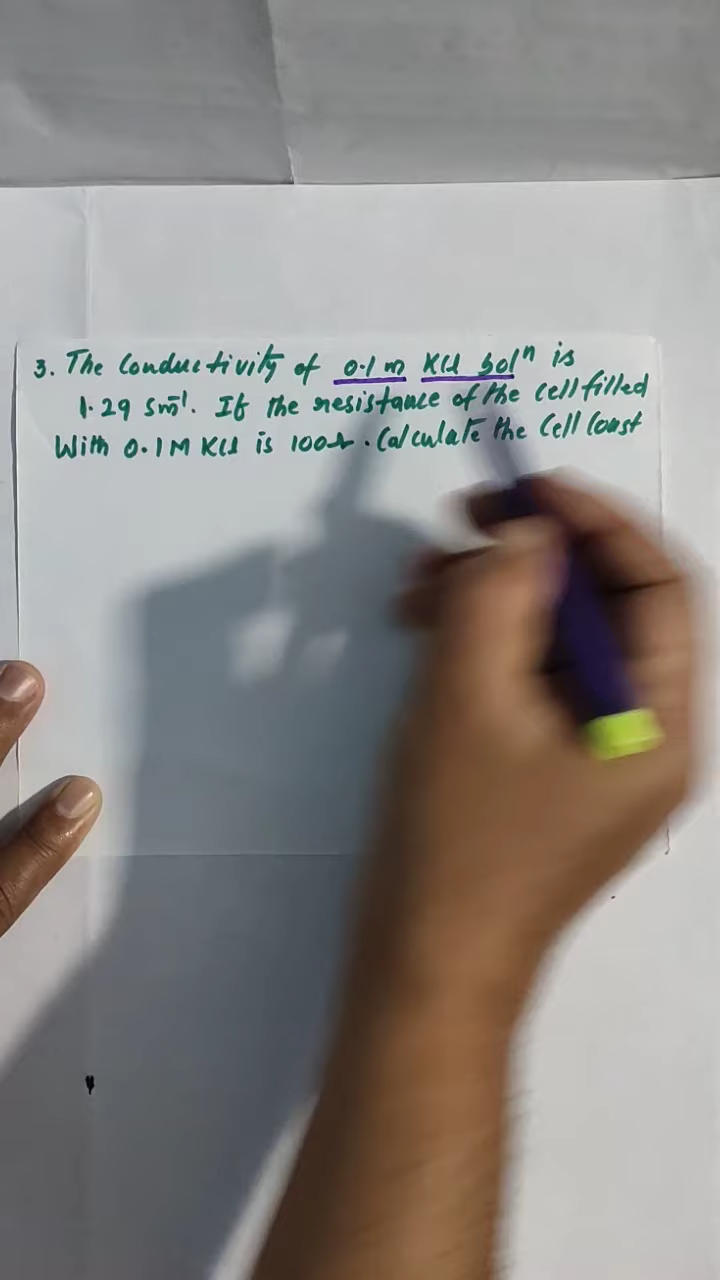 3. The Conductivity of 0.1 m KCl solⁿ is
1.29 Sm⁻¹. If the resistance of the cell filled
With 0.1 M KCl is 100Ω. Calculate the Cell Const